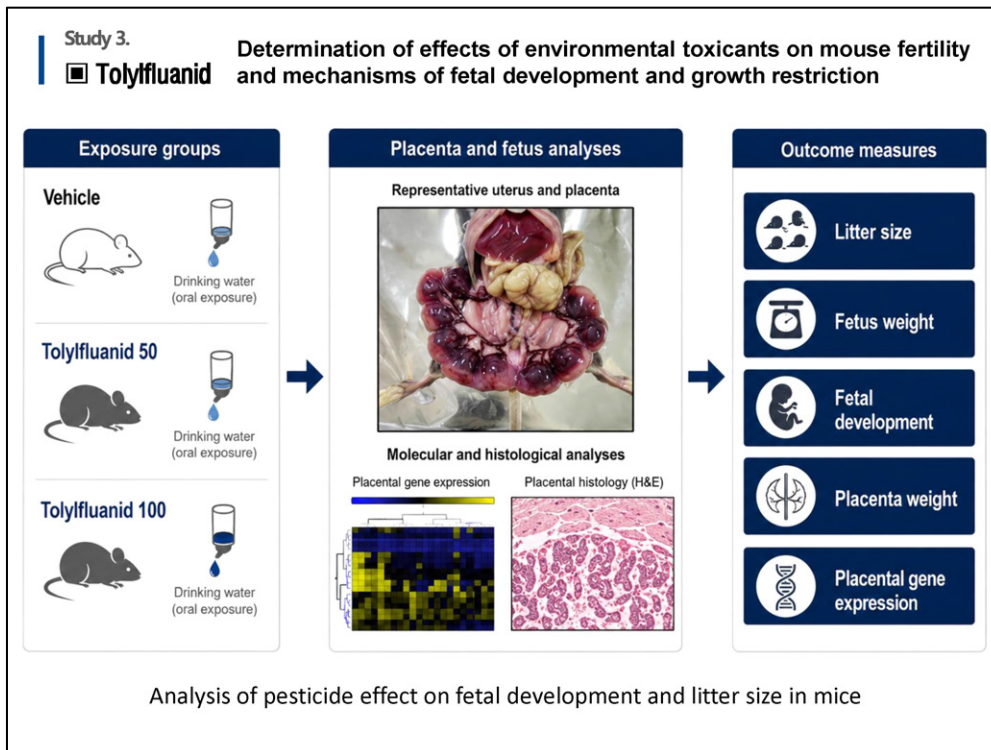 Study 3.
▣ Tolylfluanid
Determination of effects of environmental toxicants on mouse fertility
and mechanisms of fetal development and growth restriction
Exposure groups
Vehicle
Drinking water
(oral exposure)
Tolylfluanid 50
Drinking water
(oral exposure)
Tolylfluanid 100
Drinking water
(oral exposure)
Placenta and fetus analyses
Representative uterus and placenta
Molecular and histological analyses
Placental gene expression
Placental histology (H&E)
Outcome measures
Litter size
Fetus weight
Fetal
development
Placenta weight
Placental gene
expression
Analysis of pesticide effect on fetal development and litter size in mice